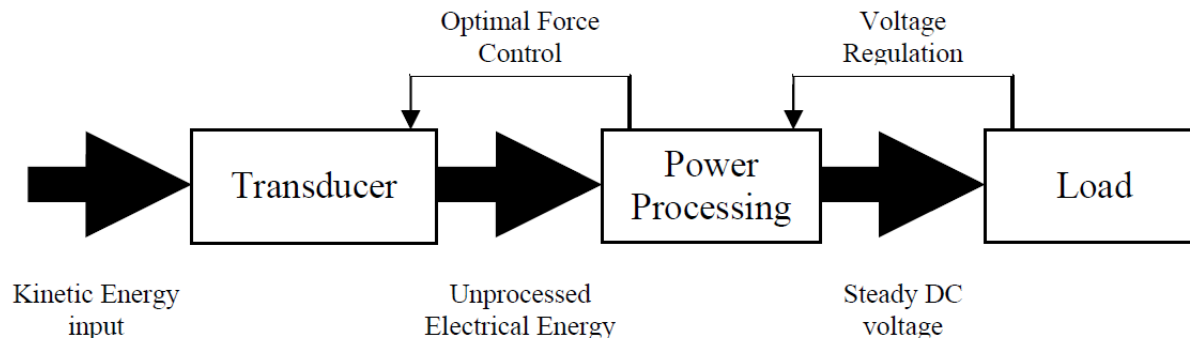 Optimal Force
Control
Voltage
Regulation
Transducer
Power
Processing
Load
Kinetic Energy
input
Unprocessed
Electrical Energy
Steady DC
voltage